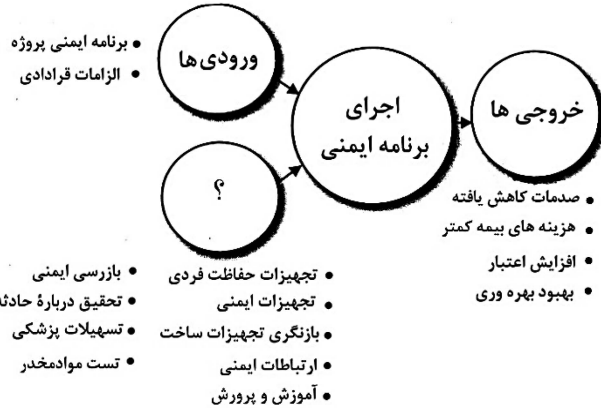 ورودی‌ها
برنامه ایمنی پروژه
الزامات قرادادی
اجرای
برنامه ایمنی
خروجی ها
صدمات کاهش یافته
هزینه های بیمه کمتر
افزایش اعتبار
بهبود بهره وری
؟
تجهیزات حفاظت فردی
تجهیزات ایمنی
بازنگری تجهیزات ساخت
ارتباطات ایمنی
آموزش و پرورش
بازرسی ایمنی
تحقیق دربارهٔ حادثه
تسهیلات پزشکی
تست موادمخدر